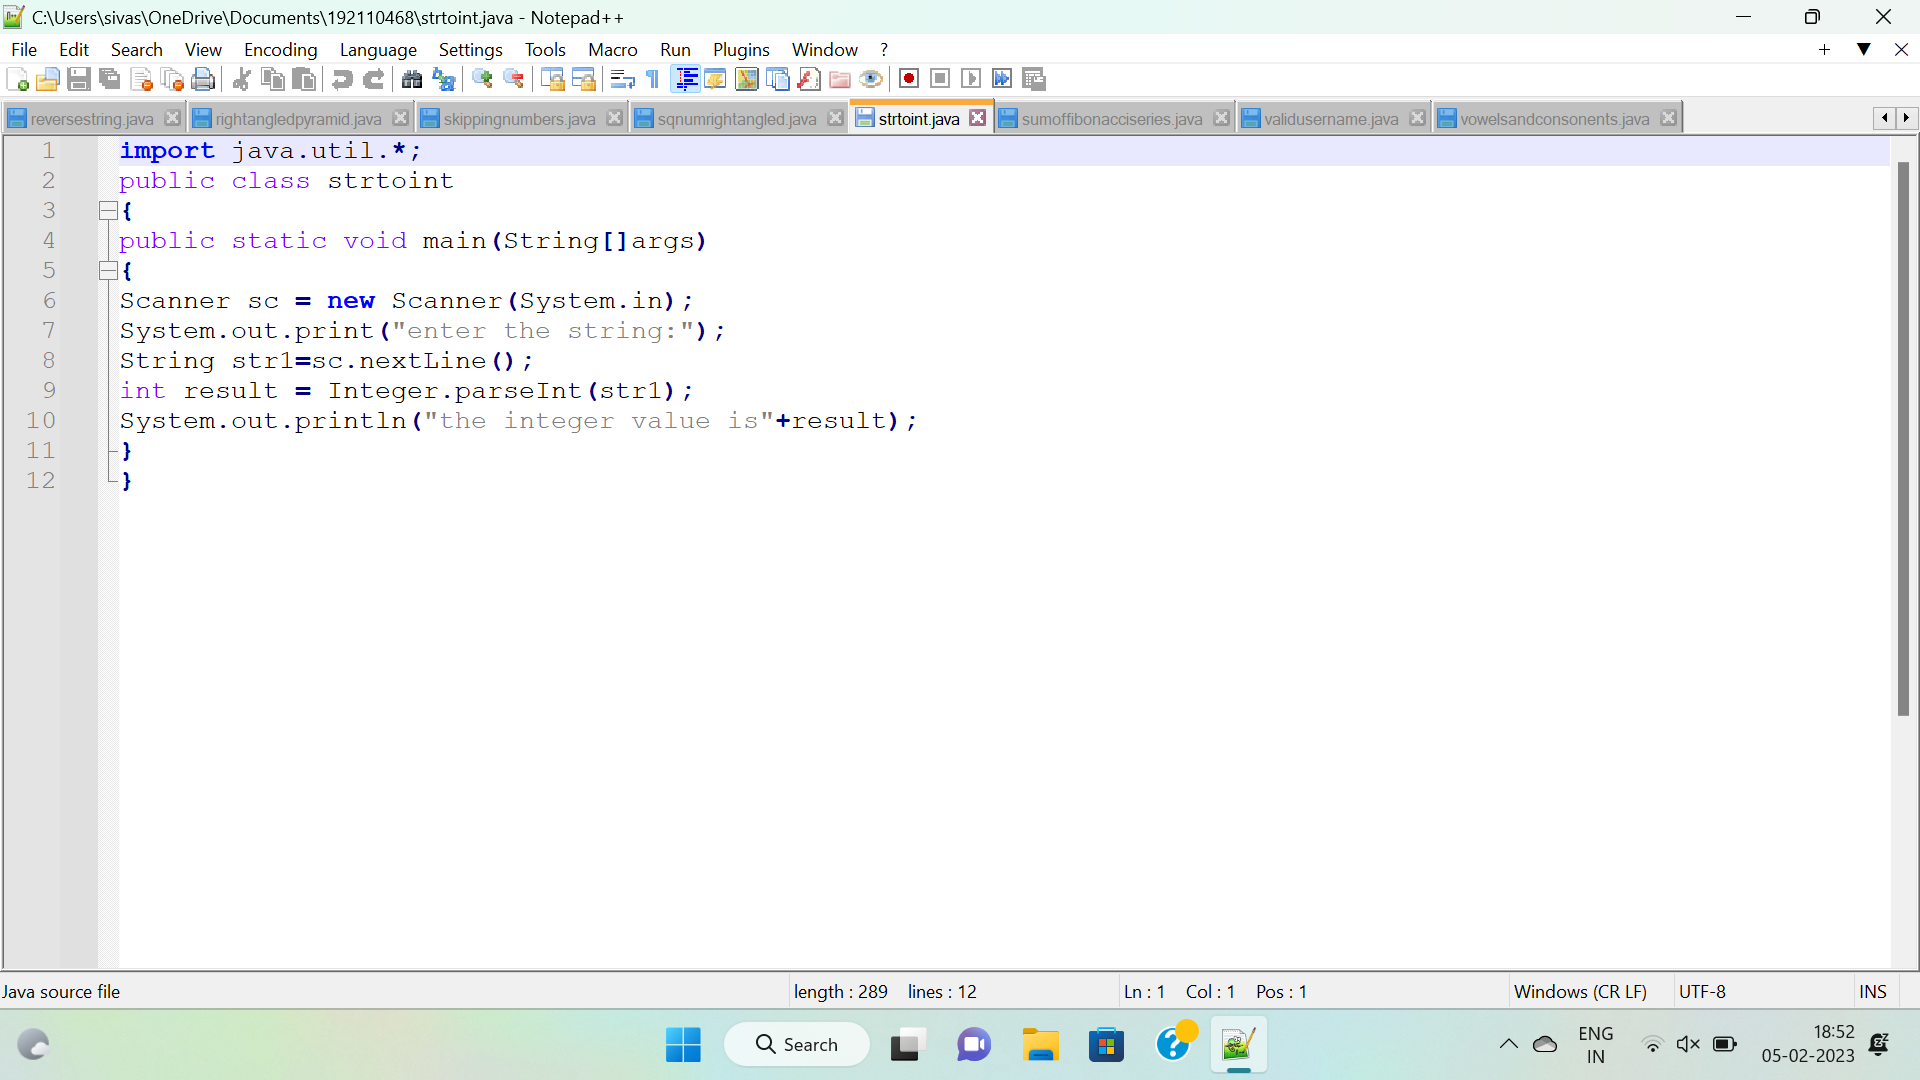 C:\Users\sivas\OneDrive\Documents\192110468\strtoint.java - Notepad++
File Edit Search View Encoding Language Settings Tools Macro Run Plugins Window ?
reversestring.java rightangledpyramid.java skippingnumbers.java sqnumrightangled.java strtoint.java sumoffibonacciseries.java validusername.java vowelsandconsonents.java
1 import java.util.*;
2 public class strtoint
3 {
4 public static void main(String[]args)
5 {
6 Scanner sc = new Scanner(System.in);
7 System.out.print("enter the string:");
8 String str1=sc.nextLine();
9 int result = Integer.parseInt(str1);
10 System.out.println("the integer value is"+result);
11 }
12 }
Java source file length : 289 lines : 12 Ln : 1 Col : 1 Pos : 1 Windows (CR LF) UTF-8 INS
Search
ENG
IN
18:52
05-02-2023